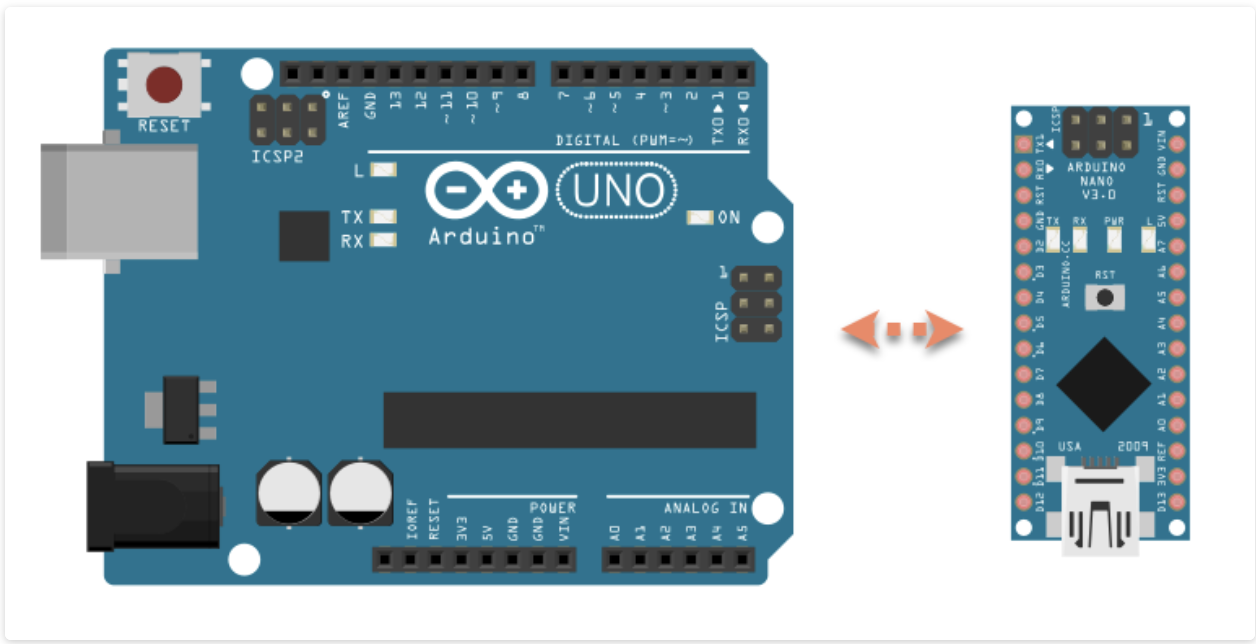 RESET
ICSP2
AREF
GND
13
12
~11
~10
~9
8
7
~6
~5
4
~3
2
TX0▶1
RX0◀0
DIGITAL (PWM=~)
L
TX
RX
UNO
Arduino™
ON
1
ICSP
POWER
ANALOG IN
IOREF
RESET
3V3
5V
GND
GND
VIN
A0
A1
A2
A3
A4
A5
ICSP
1
ARDUINO
NANO
V3.0
TX1
RX0
RST
GND
D2
D3
D4
D5
D6
D7
D8
D9
D10
D11
D12
TX
RX
PWR
L
ARDUINO.CC
RST
VIN
GND
RST
5V
A7
A6
A5
A4
A3
A2
A1
A0
REF
3V3
D13
USA
2009